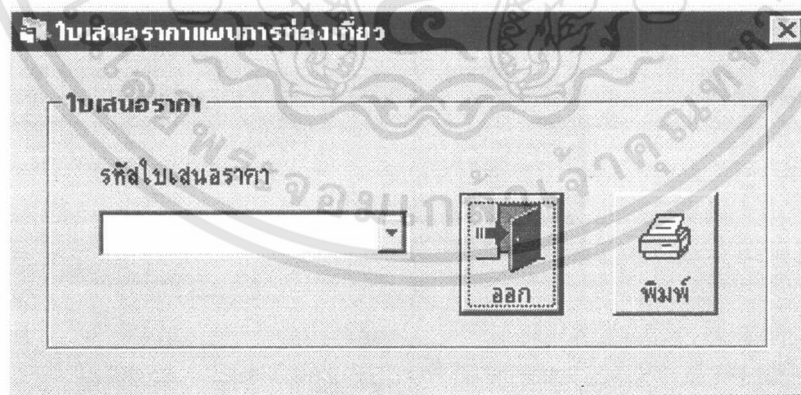 ใบเสนอราคาแผนการท่องเที่ยว
ใบเสนอราคา
รหัสใบเสนอราคา
ออก
พิมพ์